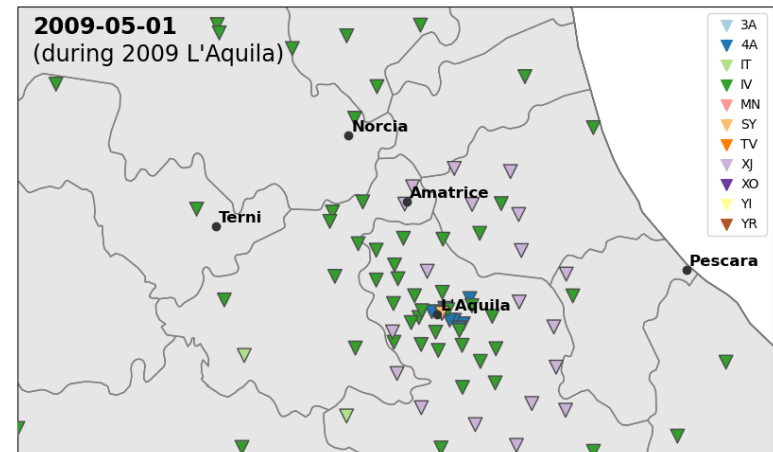 2009-05-01
(during 2009 L'Aquila)
3A
4A
IT
IV
MN
SY
TV
XJ
XO
YI
YR
Norcia
Amatrice
Terni
Pescara
L'Aquila